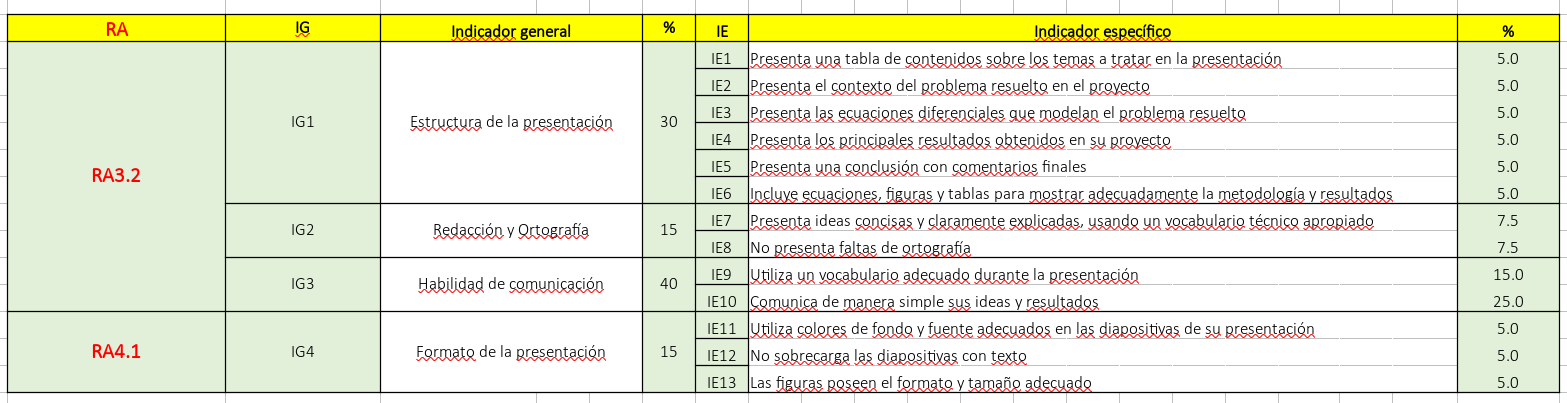 RA IG Indicador general % IE Indicador específico %
IE1 Presenta una tabla de contenidos sobre los temas a tratar en la presentación 5.0
IE2 Presenta el contexto del problema resuelto en el proyecto 5.0
IE3 Presenta las ecuaciones diferenciales que modelan el problema resuelto 5.0
RA3.2 IG1 Estructura de la presentación 30
IE4 Presenta los principales resultados obtenidos en su proyecto 5.0
IE5 Presenta una conclusión con comentarios finales 5.0
IE6 Incluye ecuaciones, figuras y tablas para mostrar adecuadamente la metodología y resultados 5.0
IG2 Redacción y Ortografía 15
IE7 Presenta ideas concisas y claramente explicadas, usando un vocabulario técnico apropiado 7.5
IE8 No presenta faltas de ortografía 7.5
IG3 Habilidad de comunicación 40
IE9 Utiliza un vocabulario adecuado durante la presentación 15.0
IE10 Comunica de manera simple sus ideas y resultados 25.0
RA4.1 IG4 Formato de la presentación 15
IE11 Utiliza colores de fondo y fuente adecuados en las diapositivas de su presentación 5.0
IE12 No sobrecarga las diapositivas con texto 5.0
IE13 Las figuras poseen el formato y tamaño adecuado 5.0